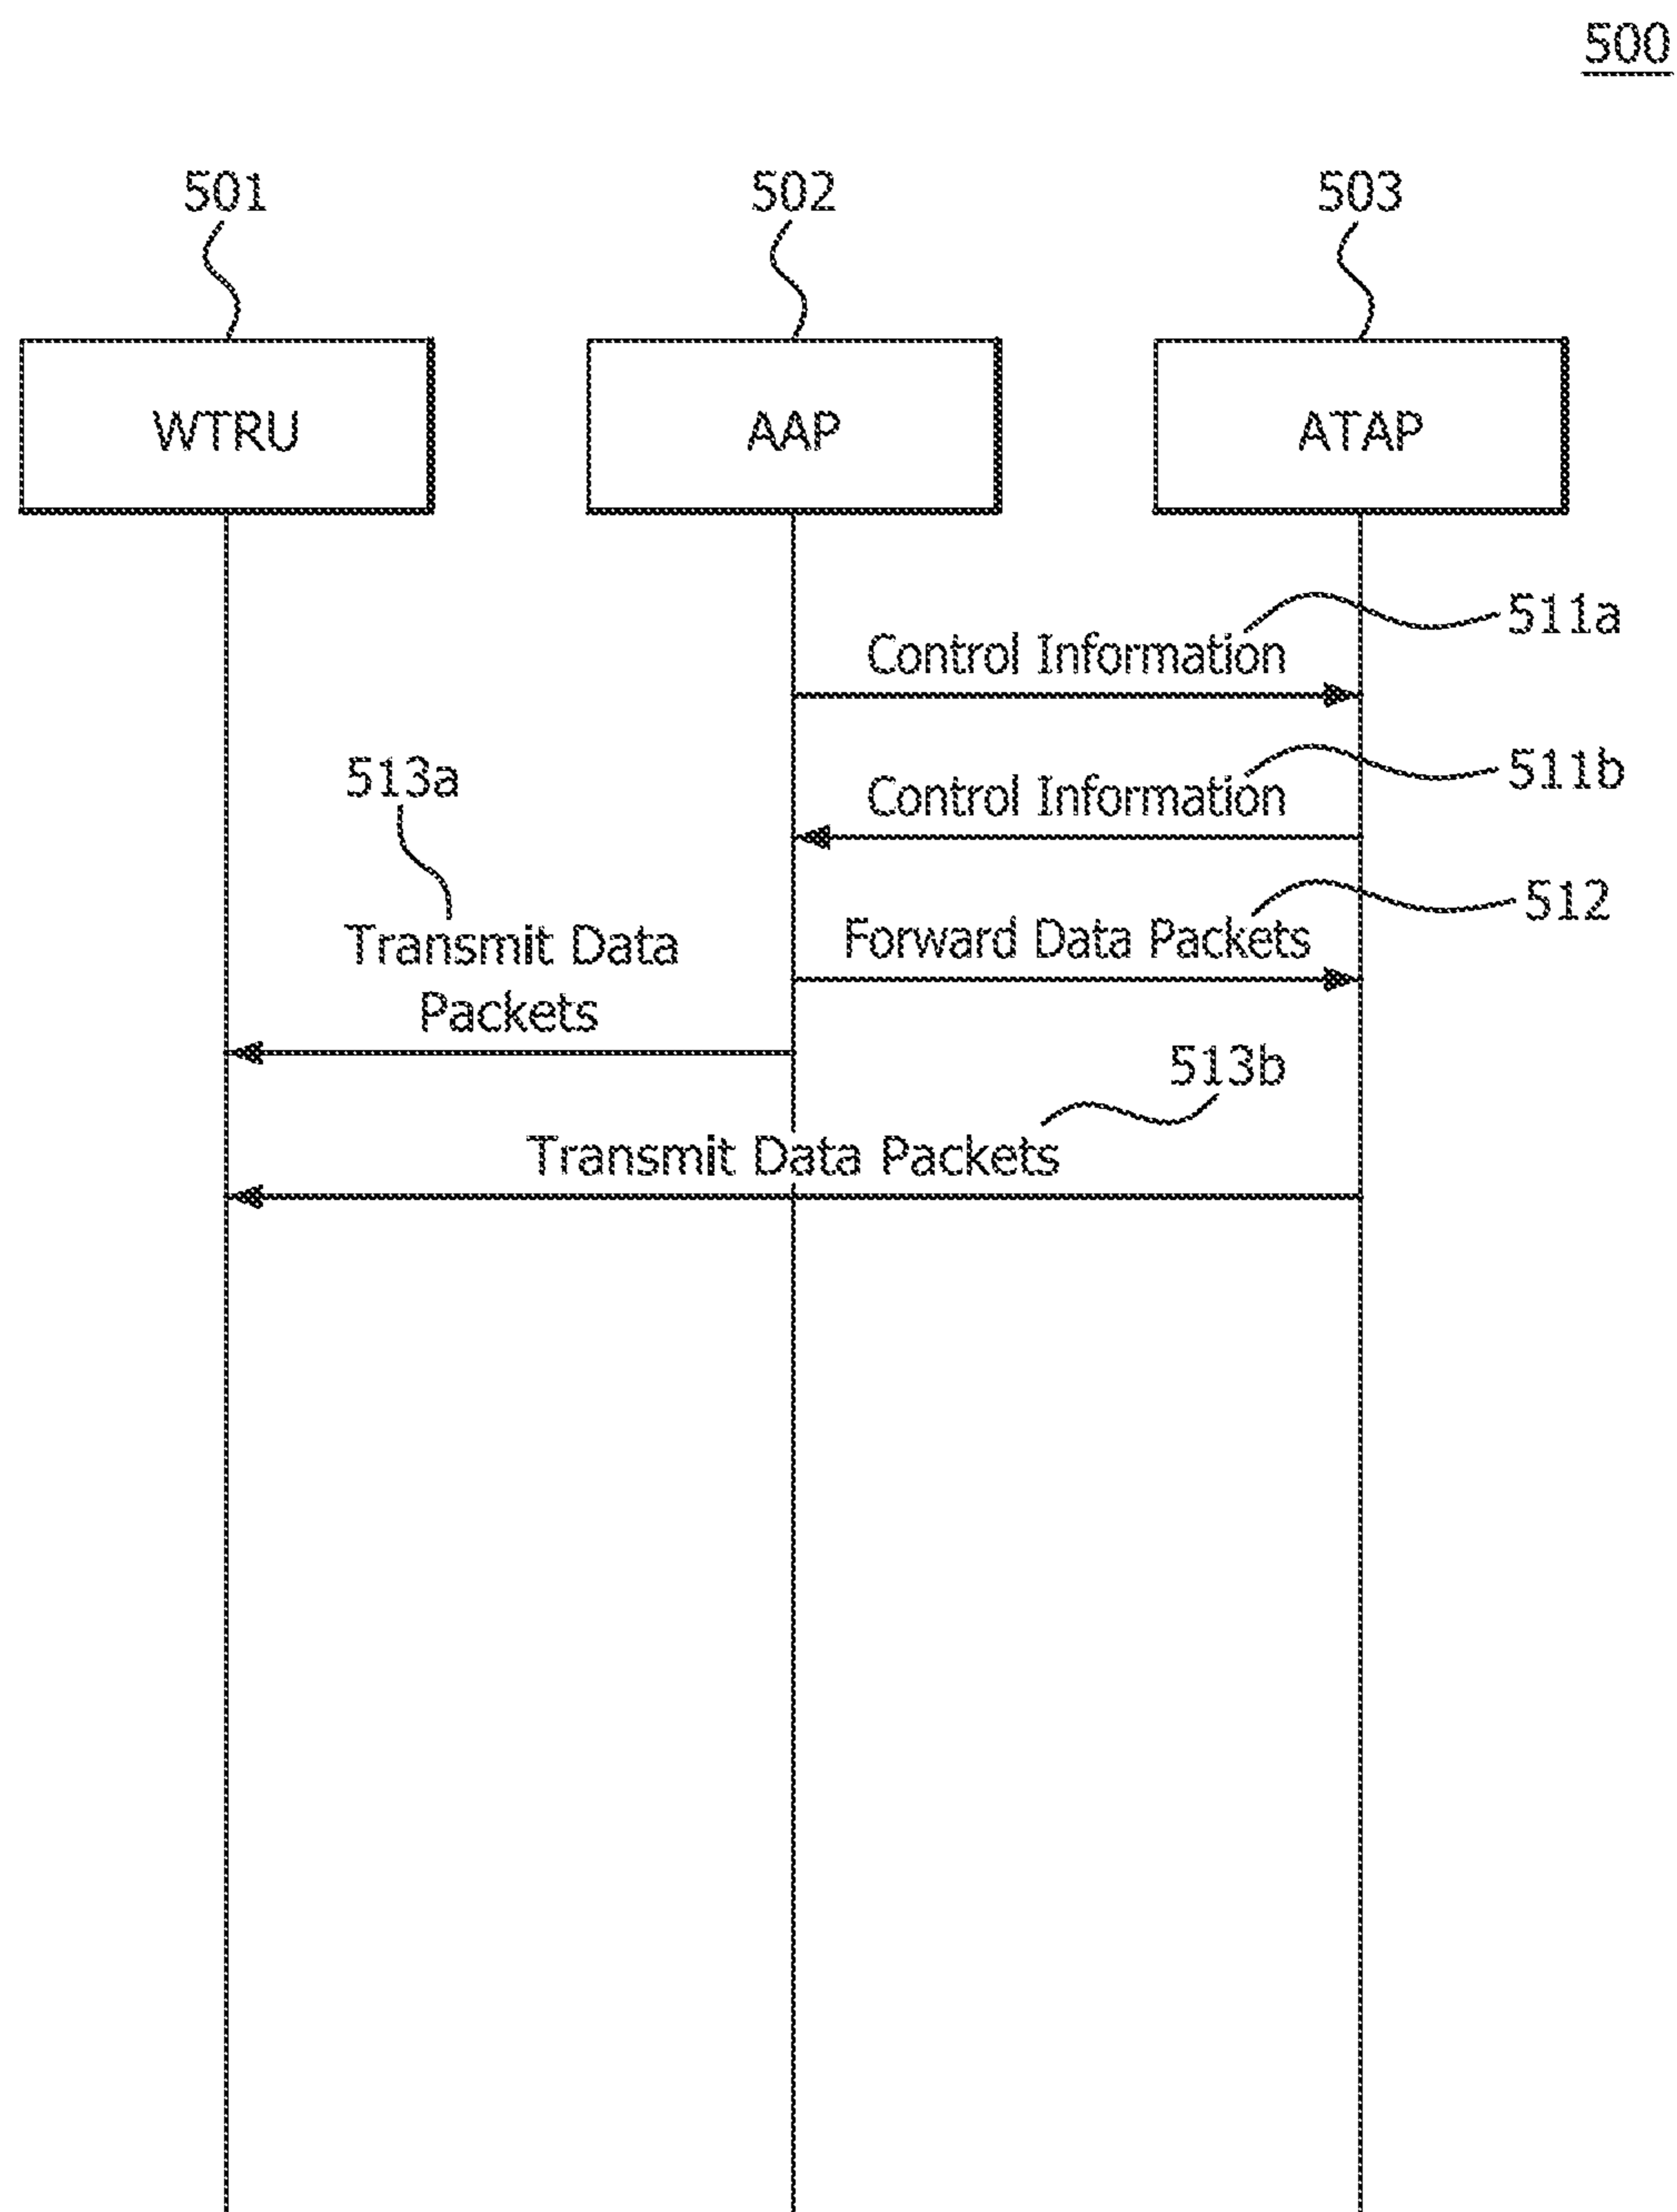 500
501
502
503
WTRU
AAP
ATAP
511a
Control Information
511b
Control Information
513a
512
Transmit Data
Packets
Forward Data Packets
513b
Transmit Data Packets